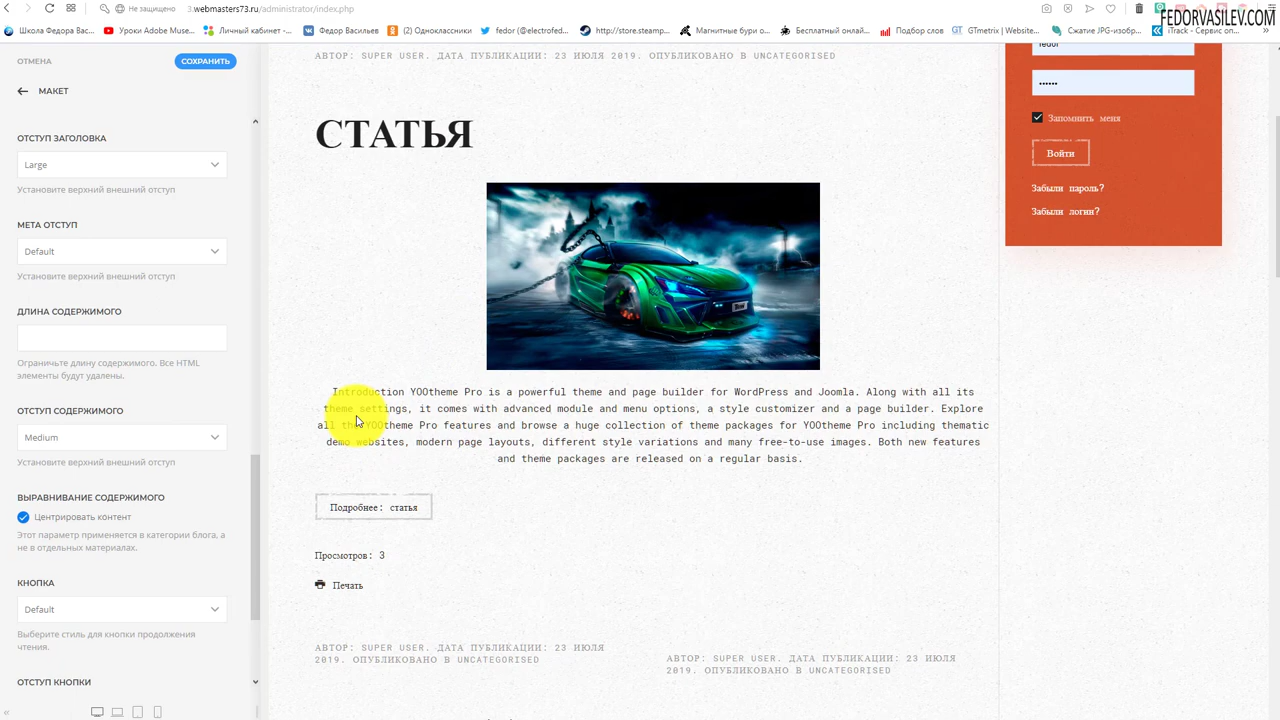 Не защищено
3.webmasters73.ru/administrator/index.php
FEDORVASILEV.COM
Школа Федора Вас...
Уроки Adobe Muse...
Личный кабинет -...
Федор Васильев
(2) Одноклассники
fedor (@electrofed...
http://store.steamp...
Магнитные бури о...
Бесплатный онлай...
Подбор слов
GTmetrix | Website...
Сжатие JPG-изобр...
iTrack - Сервис оп...
ОТМЕНА
СОХРАНИТЬ
МАКЕТ
ОТСТУП ЗАГОЛОВКА
Large
Установите верхний внешний отступ
МЕТА ОТСТУП
Default
Установите верхний внешний отступ
ДЛИНА СОДЕРЖИМОГО
Ограничьте длину содержимого. Все HTML
элементы будут удалены.
ОТСТУП СОДЕРЖИМОГО
Medium
Установите верхний внешний отступ
ВЫРАВНИВАНИЕ СОДЕРЖИМОГО
Центрировать контент
Этот параметр применяется в категории блога, а
не в отдельных материалах.
КНОПКА
Default
Выберите стиль для кнопки продолжения
чтения.
ОТСТУП КНОПКИ
АВТОР: SUPER USER. ДАТА ПУБЛИКАЦИИ: 23 ИЮЛЯ 2019. ОПУБЛИКОВАНО В UNCATEGORISED
СТАТЬЯ
Introduction YOOtheme Pro is a powerful theme and page builder for WordPress and Joomla. Along with all its
theme settings, it comes with advanced module and menu options, a style customizer and a page builder. Explore
all the YOOtheme Pro features and browse a huge collection of theme packages for YOOtheme Pro including thematic
demo websites, modern page layouts, different style variations and many free-to-use images. Both new features
and theme packages are released on a regular basis.
Подробнее: статья
Просмотров: 3
Печать
АВТОР: SUPER USER. ДАТА ПУБЛИКАЦИИ: 23 ИЮЛЯ
2019. ОПУБЛИКОВАНО В UNCATEGORISED
АВТОР: SUPER USER. ДАТА ПУБЛИКАЦИИ: 23 ИЮЛЯ
2019. ОПУБЛИКОВАНО В UNCATEGORISED
fedor
••••••
Запомнить меня
Войти
Забыли пароль?
Забыли логин?